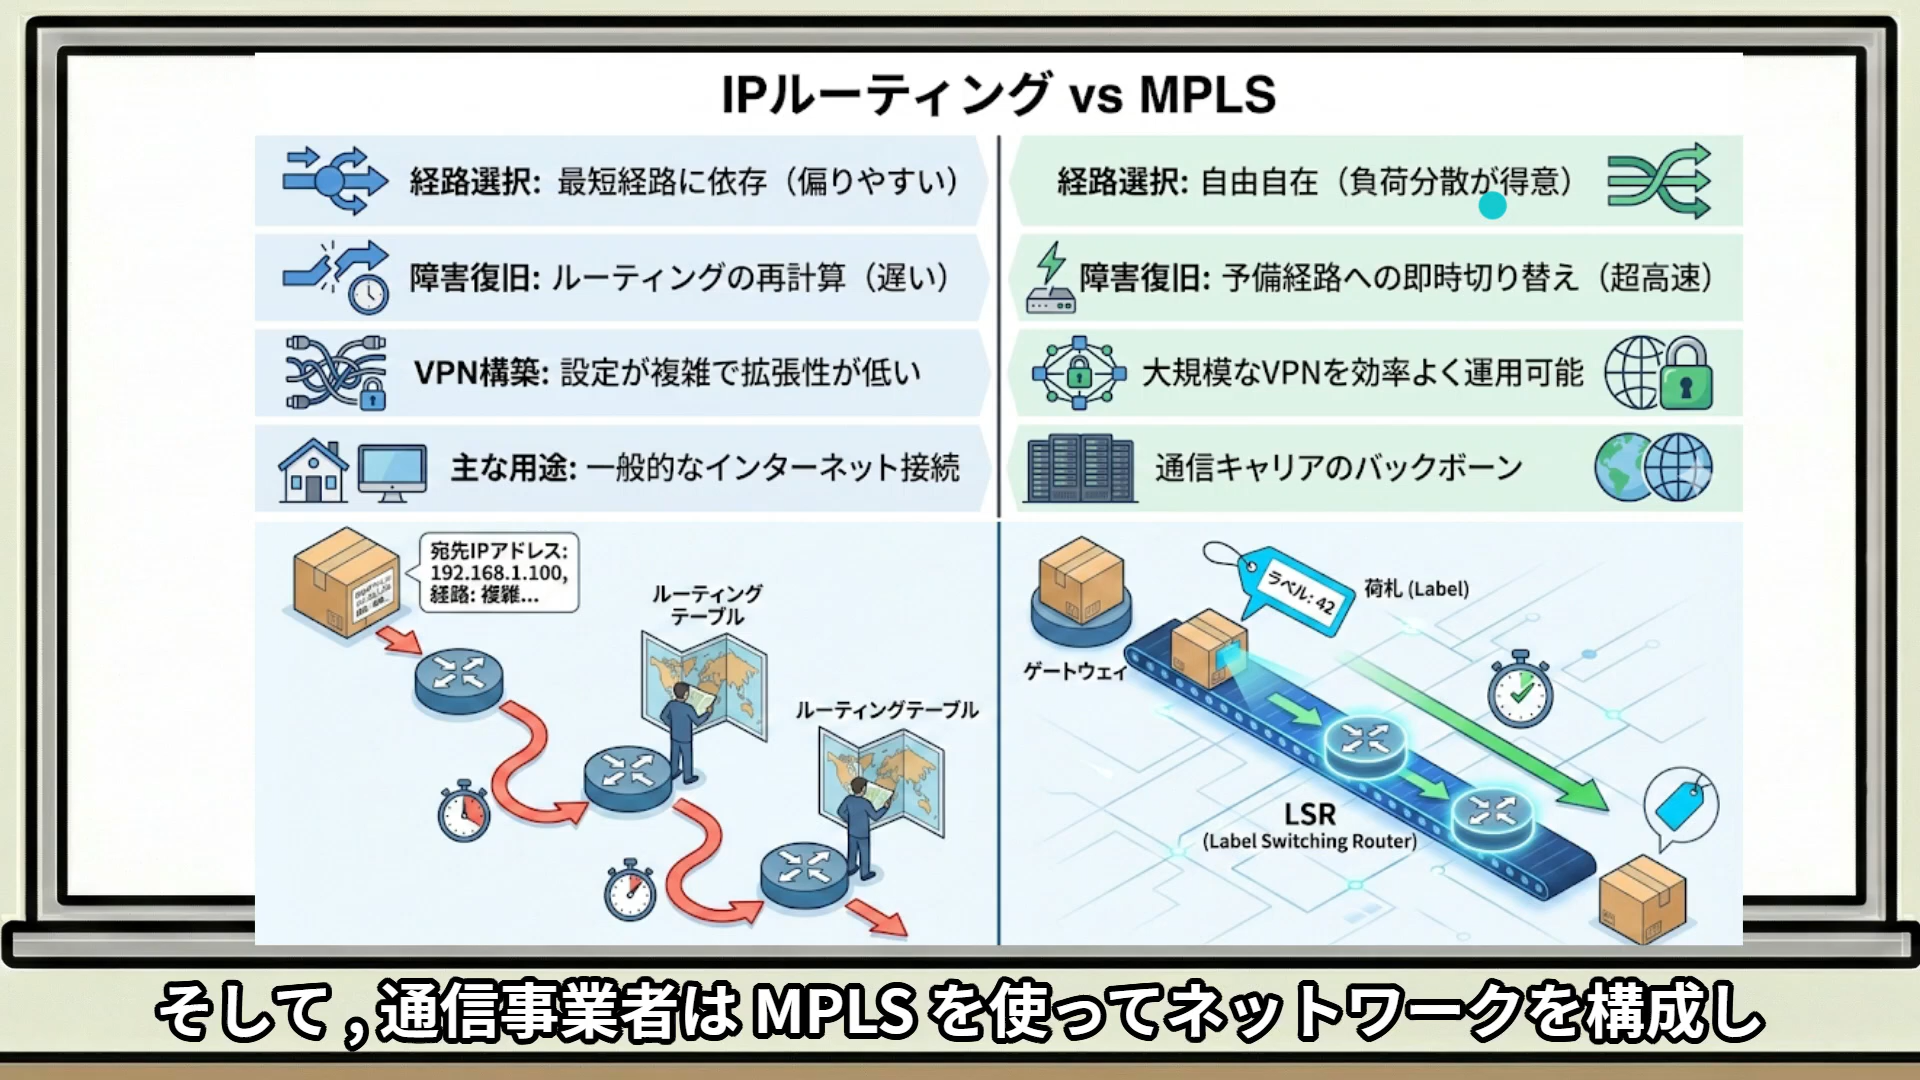 IPルーティング vs MPLS
経路選択: 最短経路に依存（偏りやすい）
障害復旧: ルーティングの再計算（遅い）
VPN構築: 設定が複雑で拡張性が低い
主な用途: 一般的なインターネット接続
経路選択: 自由自在（負荷分散が得意）
障害復旧: 予備経路への即時切り替え（超高速）
大規模なVPNを効率よく運用可能
通信キャリアのバックボーン
宛先IPアドレス:
192.168.1.100,
経路: 複雑...
ルーティング
テーブル
ルーティングテーブル
ゲートウェイ
ラベル: 42
荷札 (Label)
LSR
(Label Switching Router)
そして,通信事業者は MPLS を使ってネットワークを構成し